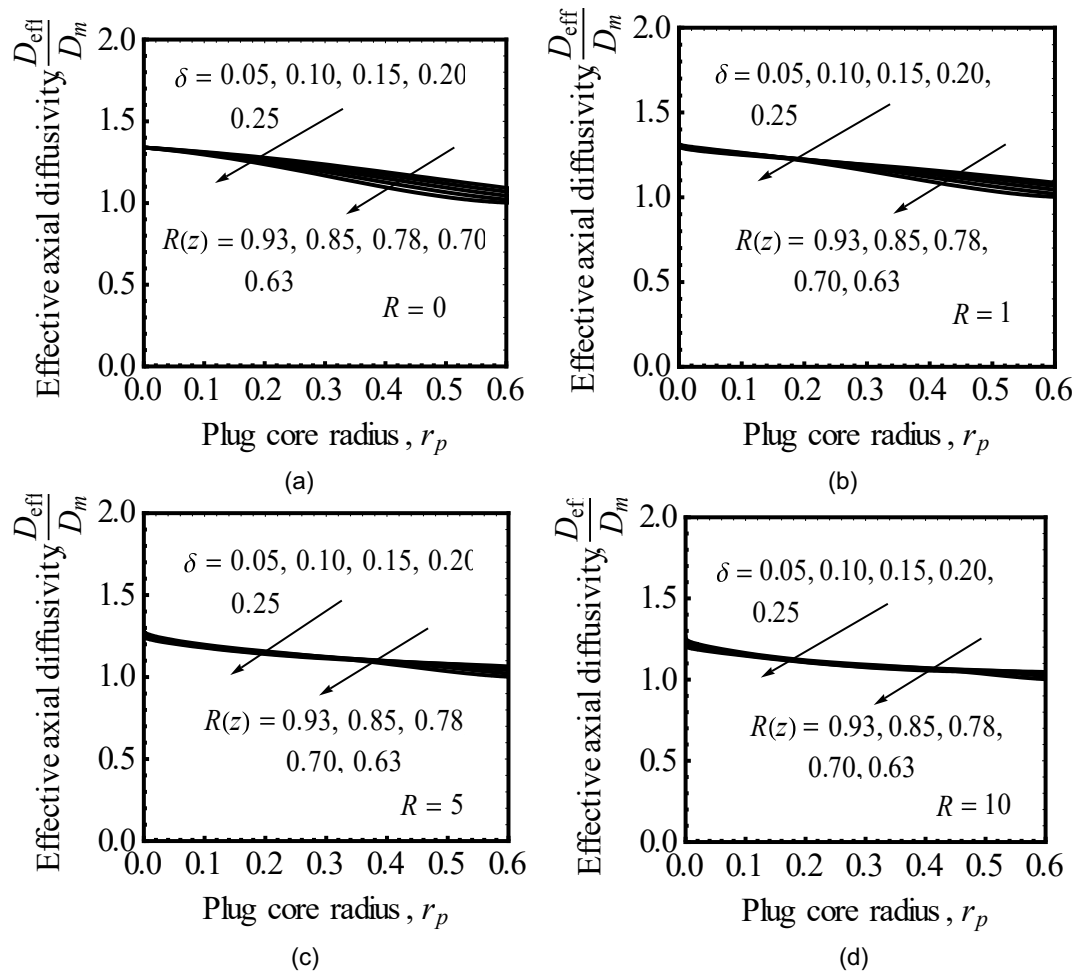 Effective axial diffusivity, D_eff/D_m
2.0
1.5
1.0
0.5
0.0
δ = 0.05, 0.10, 0.15, 0.20
0.25
R(z) = 0.93, 0.85, 0.78, 0.70
0.63
R = 0
0.0 0.1 0.2 0.3 0.4 0.5 0.6
Plug core radius , r_p
(a)
Effective axial diffusivity, D_eff/D_m
2.0
1.5
1.0
0.5
0.0
δ = 0.05, 0.10, 0.15, 0.20,
0.25
R(z) = 0.93, 0.85, 0.78,
0.70, 0.63
R = 1
0.0 0.1 0.2 0.3 0.4 0.5 0.6
Plug core radius , r_p
(b)
Effective axial diffusivity, D_eff/D_m
2.0
1.5
1.0
0.5
0.0
δ = 0.05, 0.10, 0.15, 0.20
0.25
R(z) = 0.93, 0.85, 0.78
0.70, 0.63
R = 5
0.0 0.1 0.2 0.3 0.4 0.5 0.6
Plug core radius , r_p
(c)
Effective axial diffusivity, D_eff/D_m
2.0
1.5
1.0
0.5
0.0
δ = 0.05, 0.10, 0.15, 0.20,
0.25
R(z) = 0.93, 0.85, 0.78,
0.70, 0.63
R = 10
0.0 0.1 0.2 0.3 0.4 0.5 0.6
Plug core radius , r_p
(d)